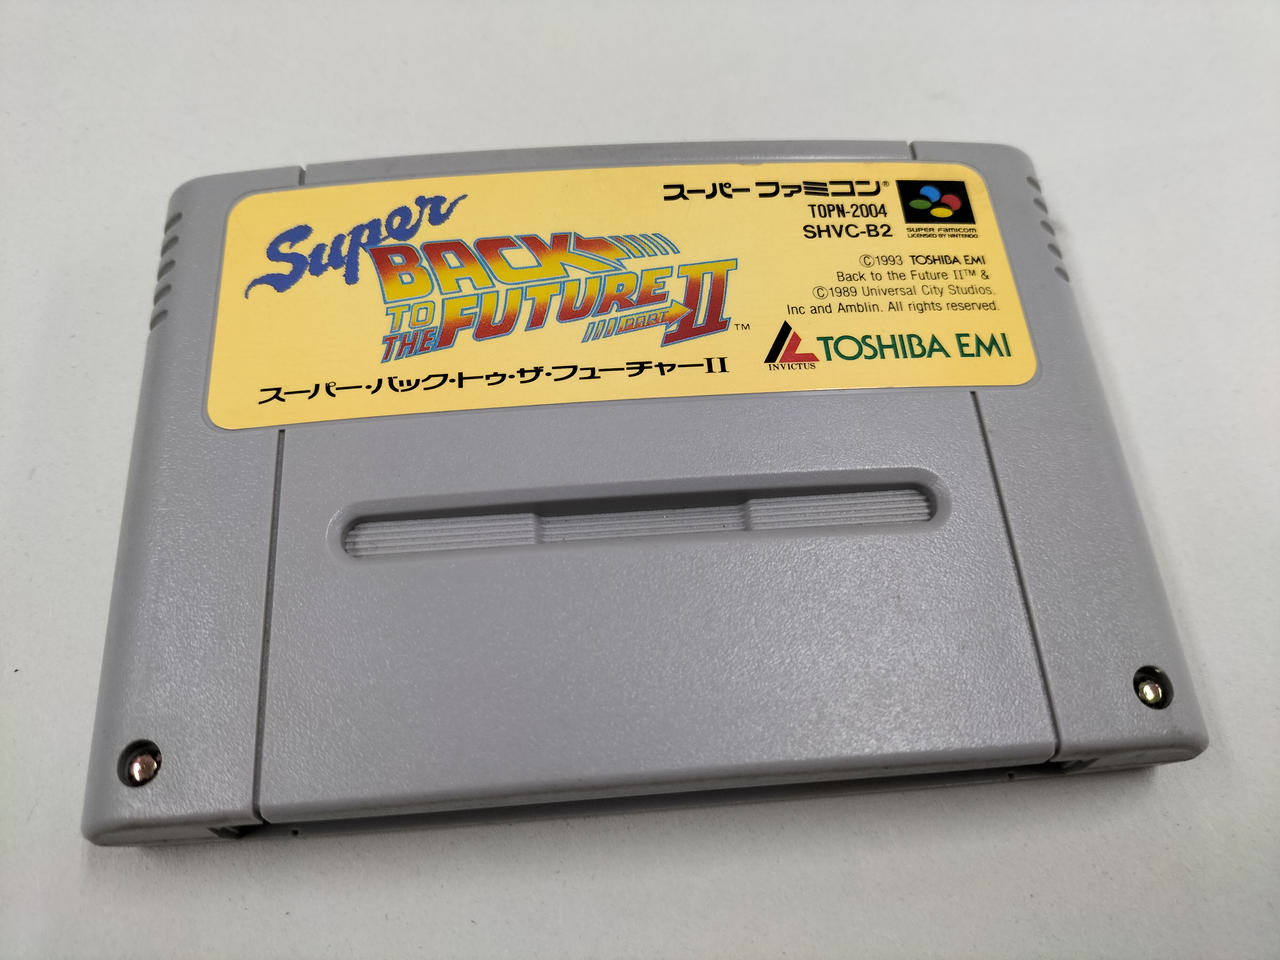 Super
BACK
TO
THE FUTURE
PART II™
スーパー・バック・トゥ・ザ・フューチャーII
スーパーファミコン®
TOPN-2004
SHVC-B2
SUPER FAMICOM
LICENSED BY NINTENDO
©1993 TOSHIBA EMI
Back to the Future II™ &
©1989 Universal City Studios.
Inc and Amblin. All rights reserved.
INVICTUS
TOSHIBA EMI